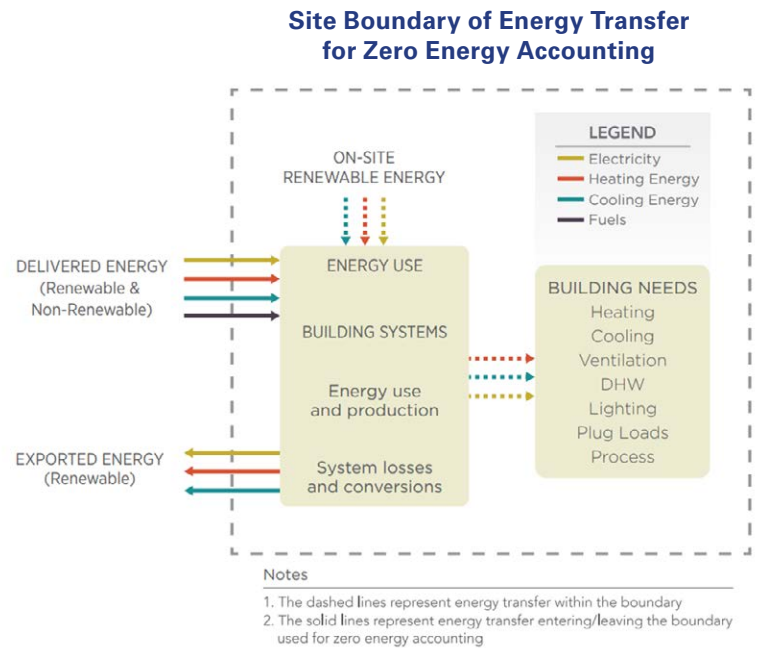 Site Boundary of Energy Transfer
for Zero Energy Accounting
LEGEND
Electricity
Heating Energy
Cooling Energy
Fuels
ON-SITE
RENEWABLE ENERGY
DELIVERED ENERGY
(Renewable &
Non-Renewable)
ENERGY USE
BUILDING SYSTEMS
Energy use
and production
System losses
and conversions
BUILDING NEEDS
Heating
Cooling
Ventilation
DHW
Lighting
Plug Loads
Process
EXPORTED ENERGY
(Renewable)
Notes
1. The dashed lines represent energy transfer within the boundary
2. The solid lines represent energy transfer entering/leaving the boundary
used for zero energy accounting